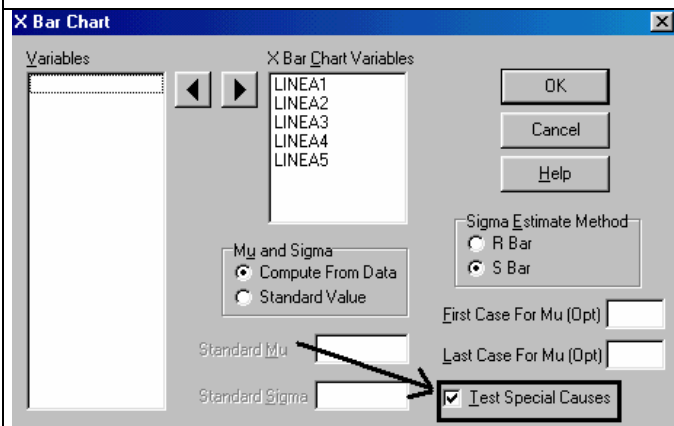 X Bar Chart
Variables
X Bar Chart Variables
LINEA1
LINEA2
LINEA3
LINEA4
LINEA5
OK
Cancel
Help
Mu and Sigma
Compute From Data
Standard Value
Sigma Estimate Method
R Bar
S Bar
Standard Mu
Standard Sigma
First Case For Mu (Opt)
Last Case For Mu (Opt)
Test Special Causes